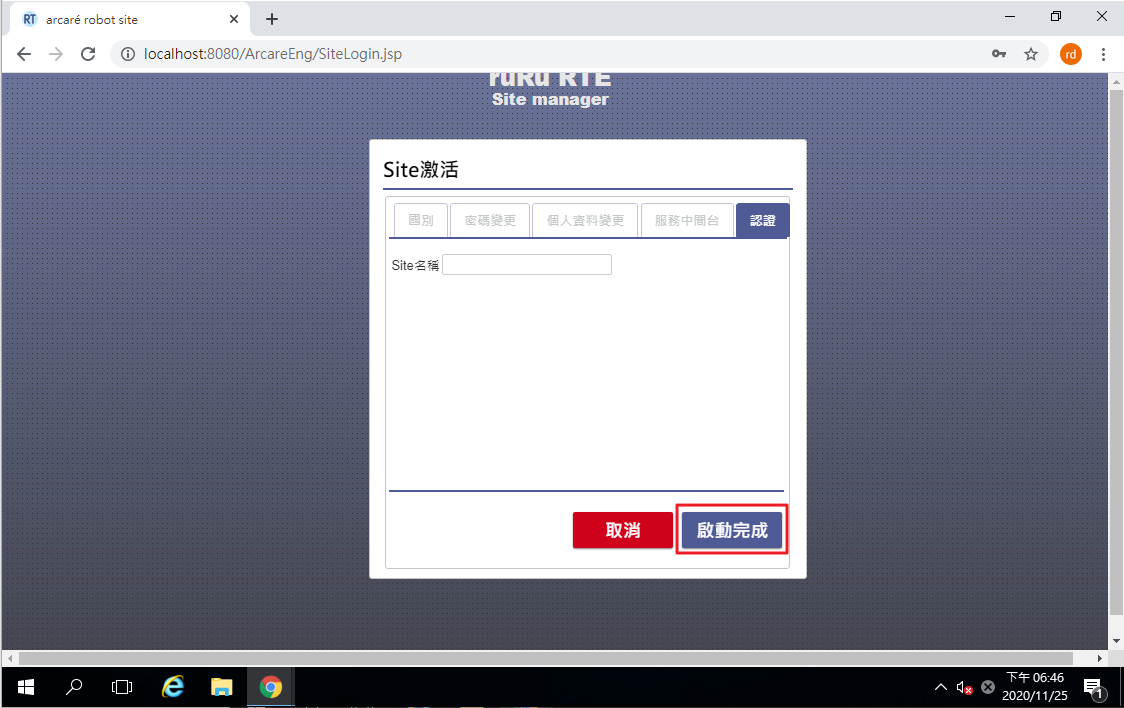 RT arcaré robot site
localhost:8080/ArcareEng/SiteLogin.jsp
rd
ruRu RTE
Site manager
Site激活
國別 密碼變更 個人資料變更 服務中間台 認證
Site名稱
取消 啟動完成
下午 06:46
2020/11/25
1